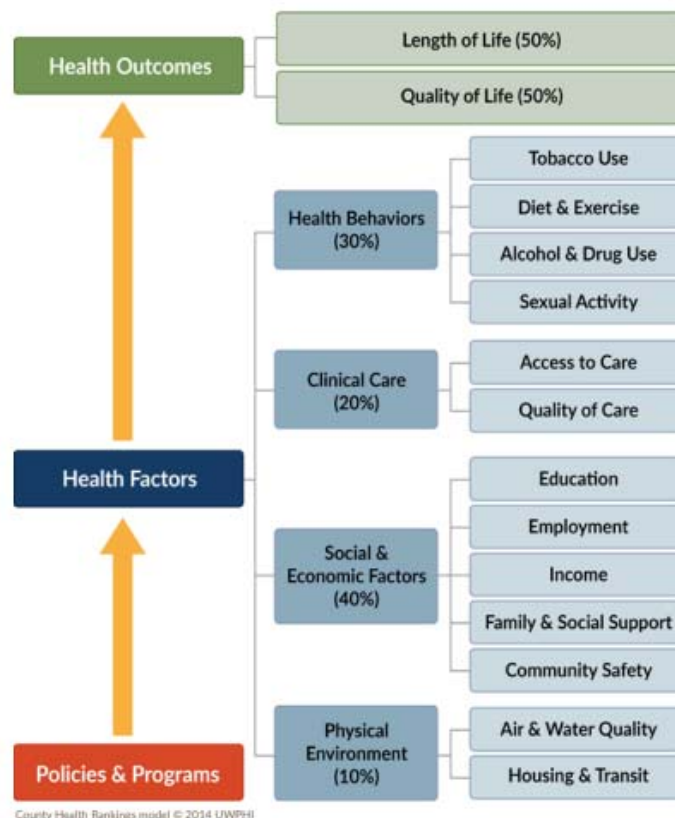 Health Outcomes
Length of Life (50%)
Quality of Life (50%)
Health Behaviors
(30%)
Tobacco Use
Diet & Exercise
Alcohol & Drug Use
Sexual Activity
Clinical Care
(20%)
Access to Care
Quality of Care
Health Factors
Social &
Economic Factors
(40%)
Education
Employment
Income
Family & Social Support
Community Safety
Physical
Environment
(10%)
Air & Water Quality
Housing & Transit
Policies & Programs
County Health Rankings model © 2014 UWPHI